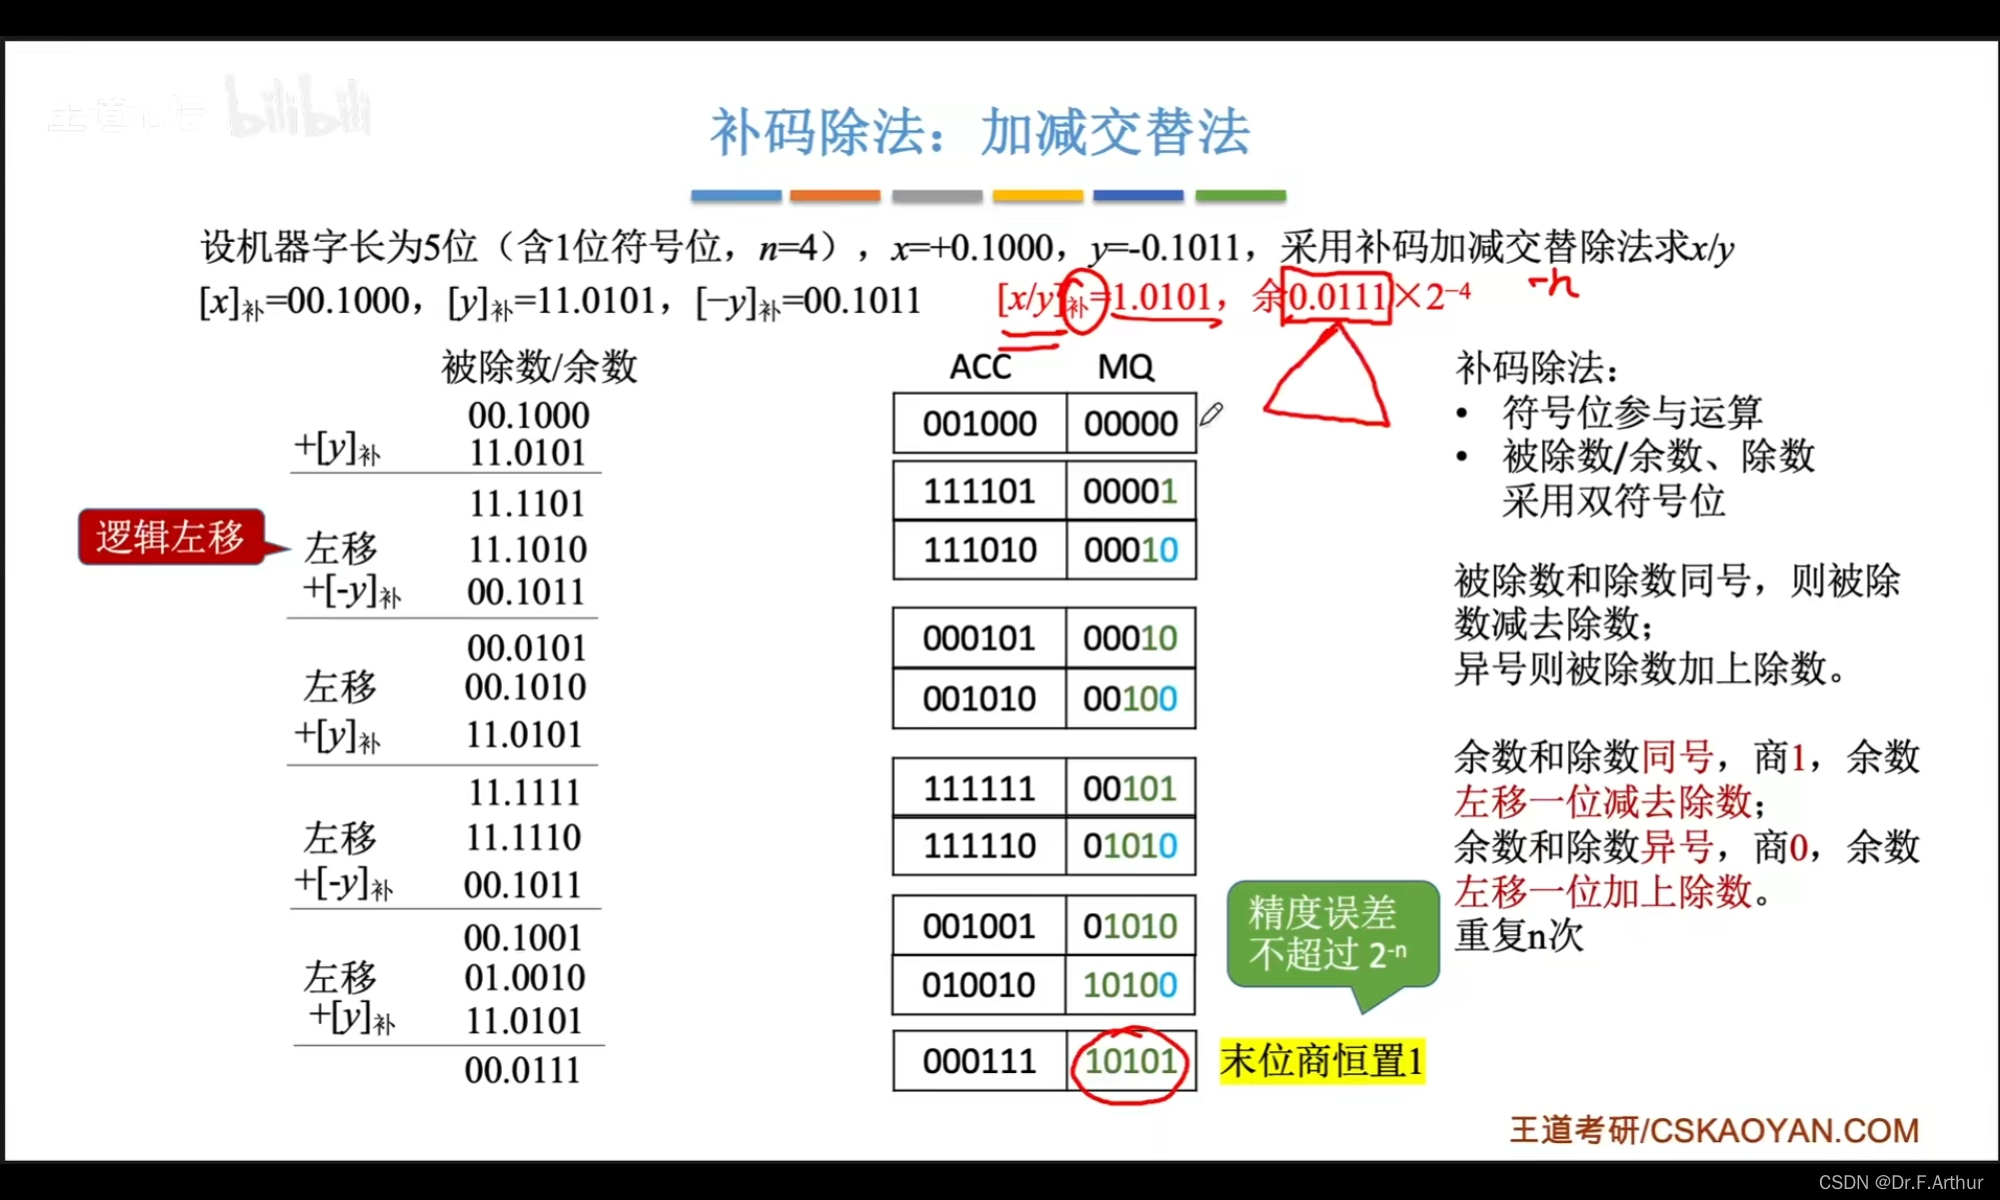 王道论坛 bilibili
补码除法：加减交替法
设机器字长为5位（含1位符号位，n=4），x=+0.1000，y=-0.1011，采用补码加减交替除法求x/y
[x]补=00.1000，[y]补=11.0101，[−y]补=00.1011 [x/y]补=1.0101，余0.0111×2⁻⁴ -n
被除数/余数
00.1000
+[y]补 11.0101
11.1101
逻辑左移
左移 11.1010
+[-y]补 00.1011
00.0101
左移 00.1010
+[y]补 11.0101
11.1111
左移 11.1110
+[-y]补 00.1011
00.1001
左移 01.0010
+[y]补 11.0101
00.0111
ACC MQ
001000 00000
111101 00001
111010 00010
000101 00010
001010 00100
111111 00101
111110 01010
001001 01010
010010 10100
000111 10101
精度误差
不超过 2⁻ⁿ
末位商恒置1
补码除法：
• 符号位参与运算
• 被除数/余数、除数
采用双符号位
被除数和除数同号，则被除
数减去除数；
异号则被除数加上除数。
余数和除数同号，商1，余数
左移一位减去除数；
余数和除数异号，商0，余数
左移一位加上除数。
重复n次
王道考研/CSKAOYAN.COM
CSDN @Dr.F.Arthur